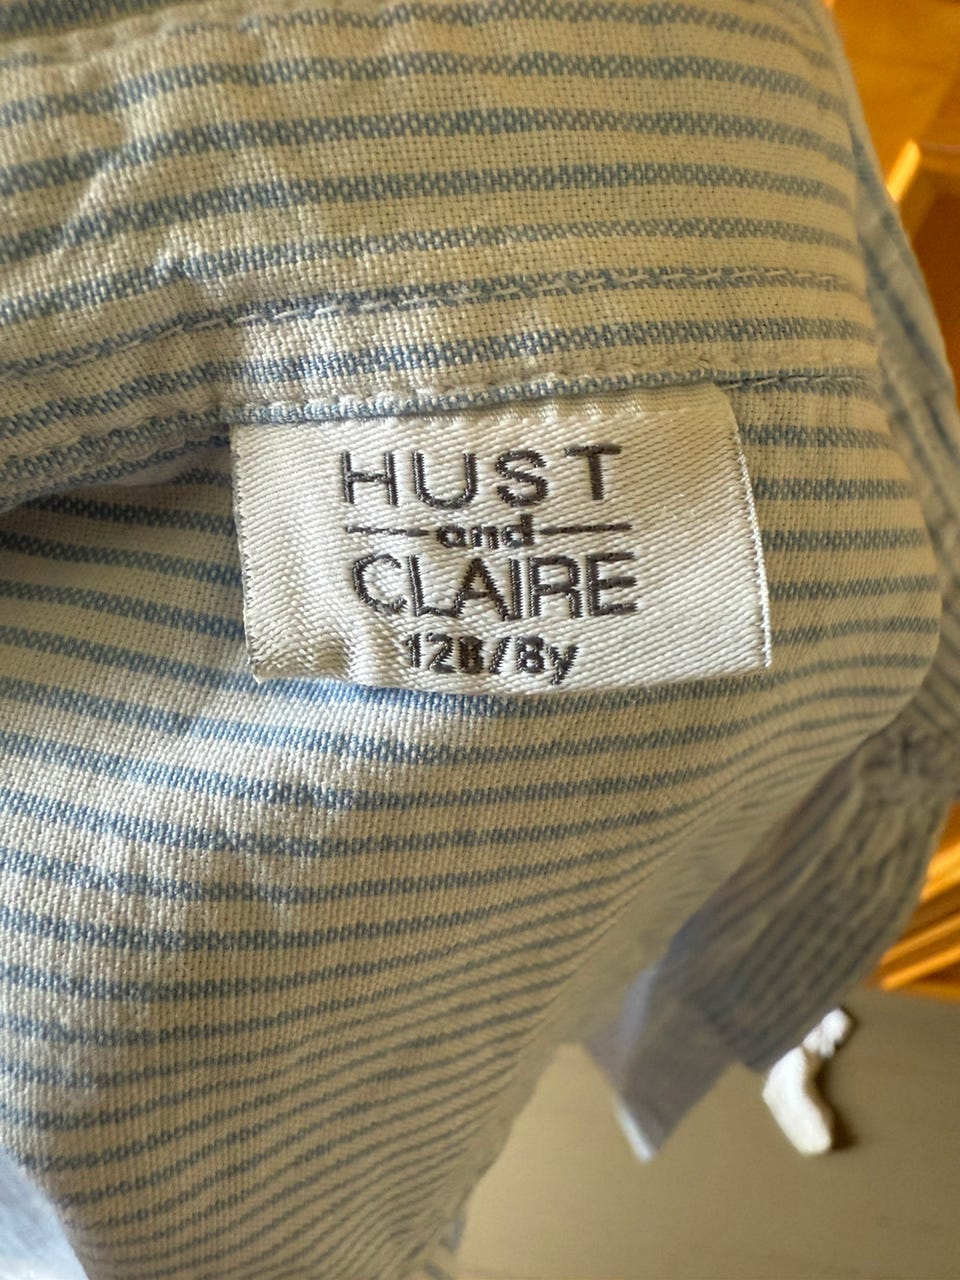 HUST
and
CLAIRE
128/8y